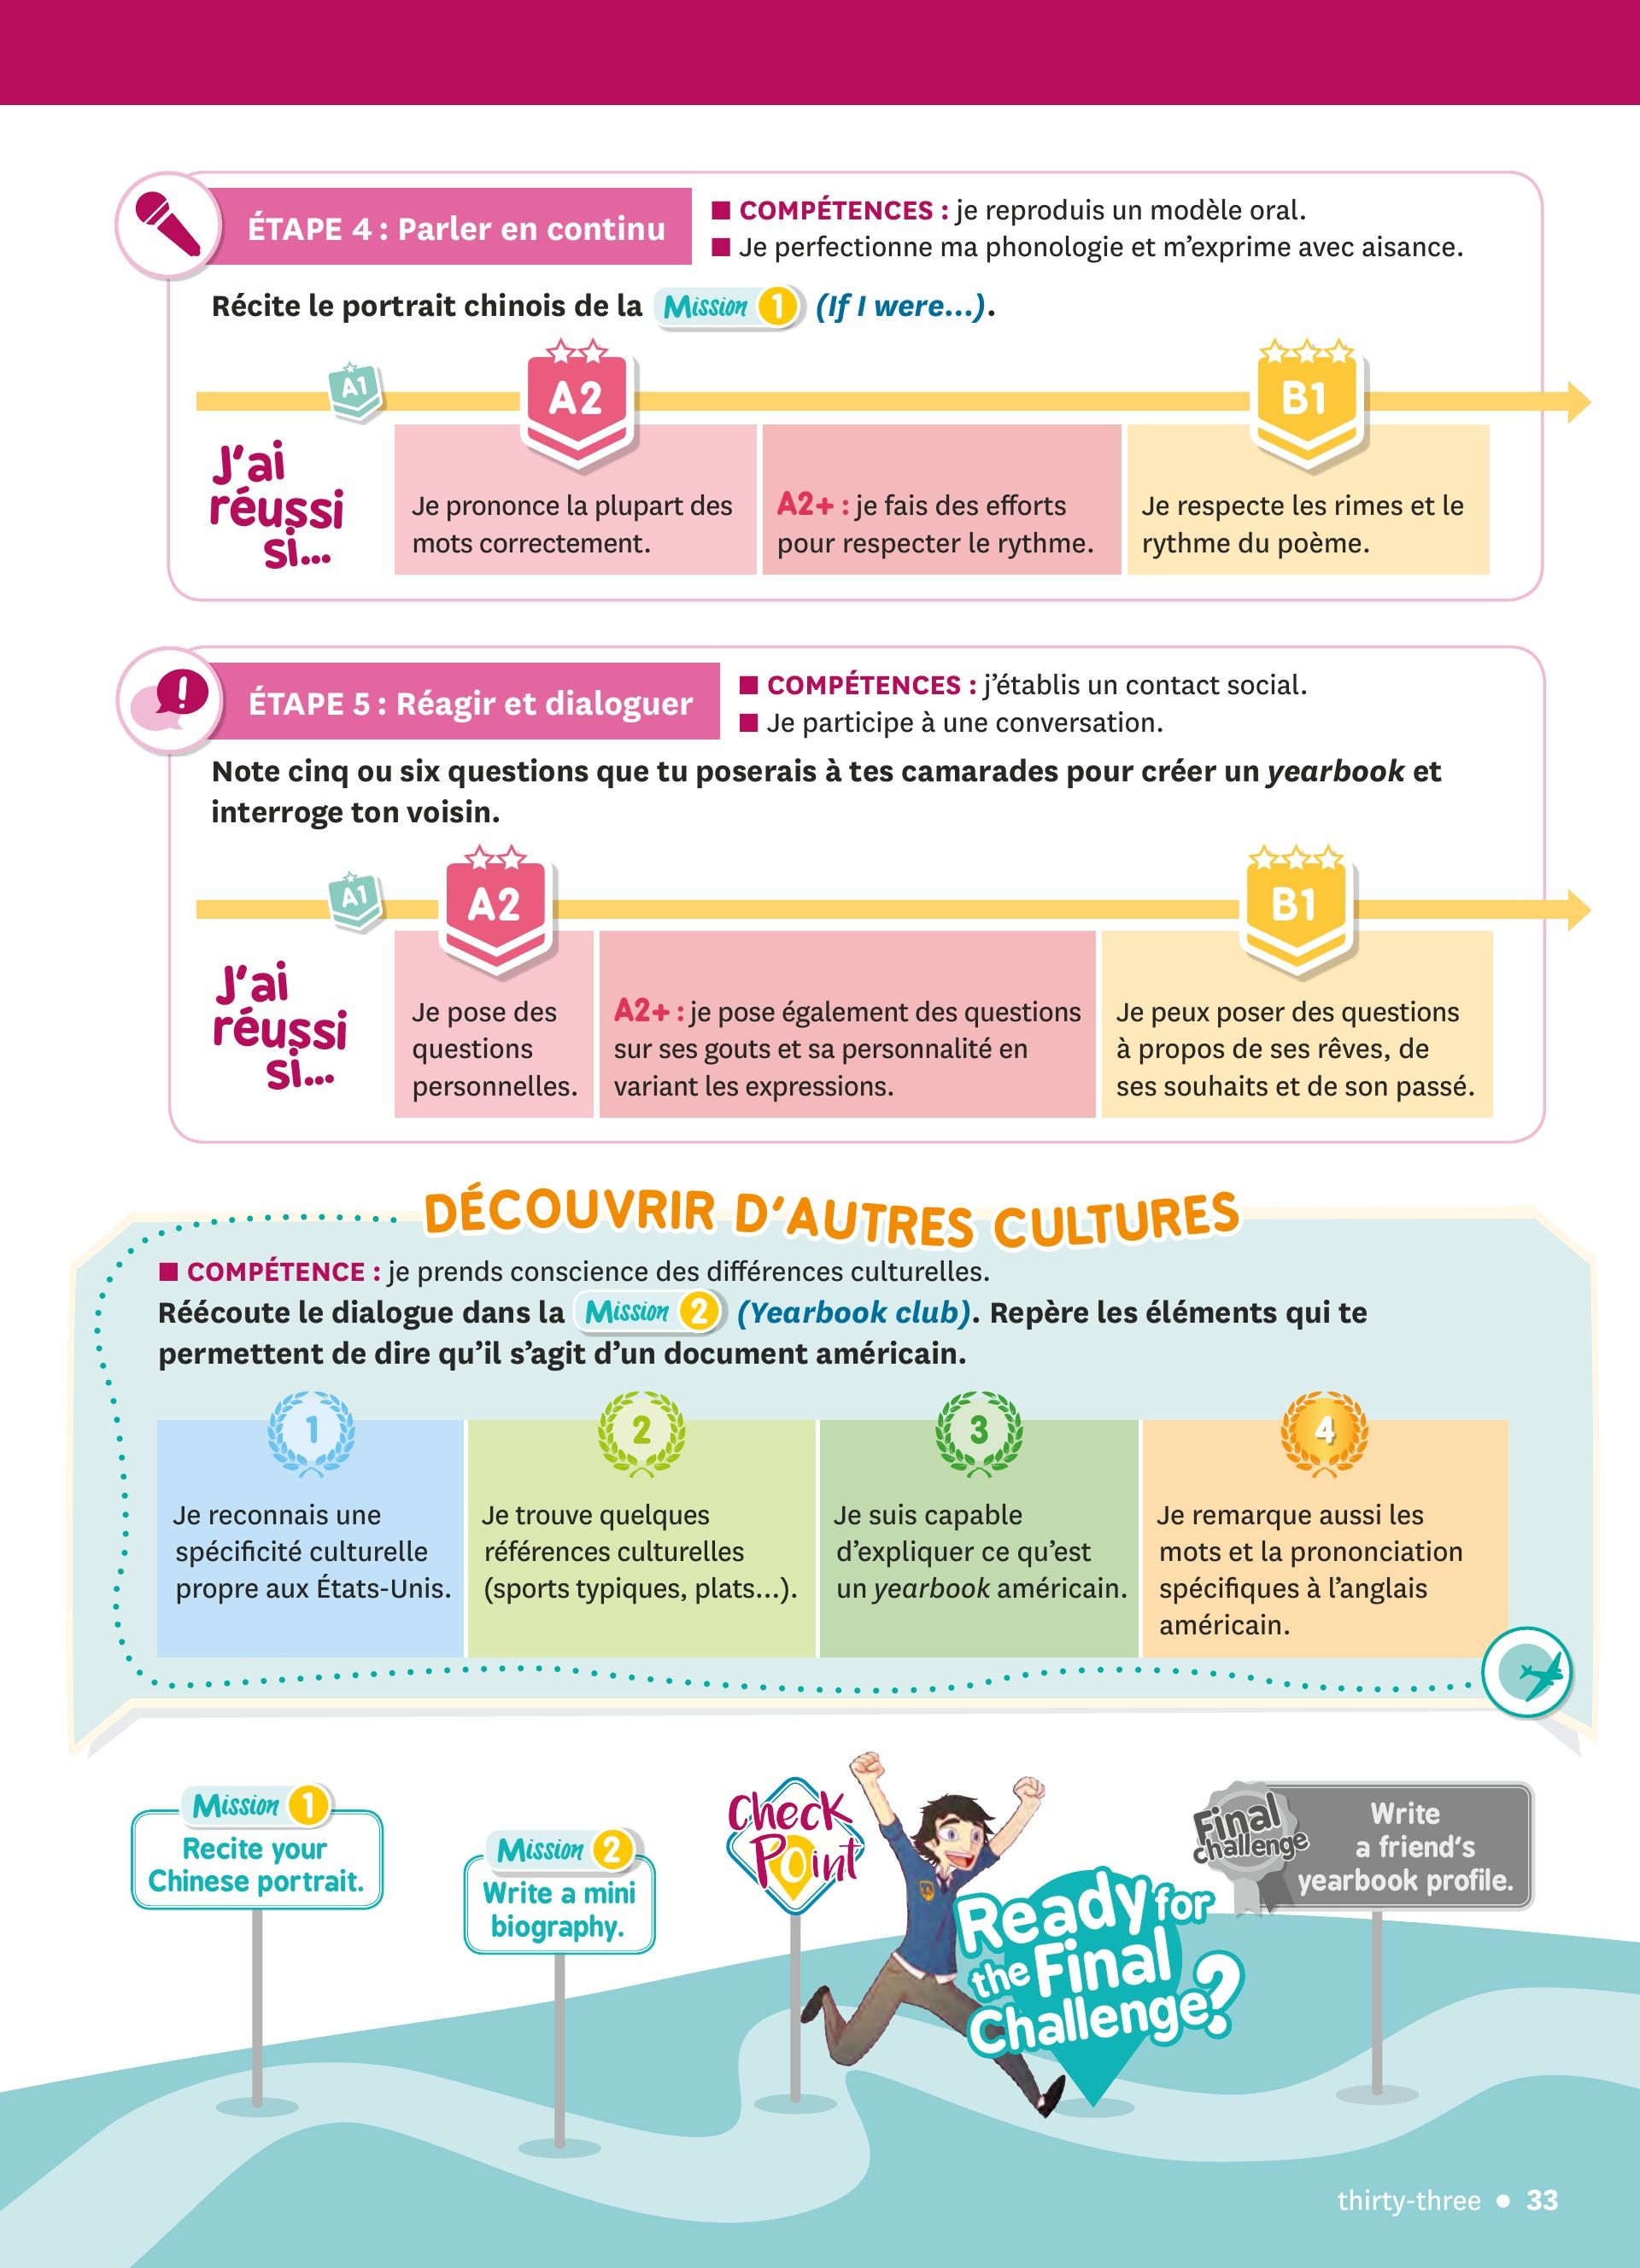 ÉTAPE 4 : Parler en continu
■ COMPÉTENCES : je reproduis un modèle oral.
■ Je perfectionne ma phonologie et m’exprime avec aisance.
Récite le portrait chinois de la Mission 1 (If I were…).
A1
A2
B1
J’ai
réussi
si…
Je prononce la plupart des
mots correctement.
A2+ : je fais des efforts
pour respecter le rythme.
Je respecte les rimes et le
rythme du poème.
ÉTAPE 5 : Réagir et dialoguer
■ COMPÉTENCES : j’établis un contact social.
■ Je participe à une conversation.
Note cinq ou six questions que tu poserais à tes camarades pour créer un yearbook et
interroge ton voisin.
A1
A2
B1
J’ai
réussi
si…
Je pose des
questions
personnelles.
A2+ : je pose également des questions
sur ses gouts et sa personnalité en
variant les expressions.
Je peux poser des questions
à propos de ses rêves, de
ses souhaits et de son passé.
DÉCOUVRIR D’AUTRES CULTURES
■ COMPÉTENCE : je prends conscience des différences culturelles.
Réécoute le dialogue dans la Mission 2 (Yearbook club). Repère les éléments qui te
permettent de dire qu’il s’agit d’un document américain.
1
Je reconnais une
spécificité culturelle
propre aux États-Unis.
2
Je trouve quelques
références culturelles
(sports typiques, plats…).
3
Je suis capable
d’expliquer ce qu’est
un yearbook américain.
4
Je remarque aussi les
mots et la prononciation
spécifiques à l’anglais
américain.
Mission 1
Recite your
Chinese portrait.
Mission 2
Write a mini
biography.
Check
Point
Ready for
the Final
Challenge?
Final
challenge
Write
a friend’s
yearbook profile.
thirty-three • 33